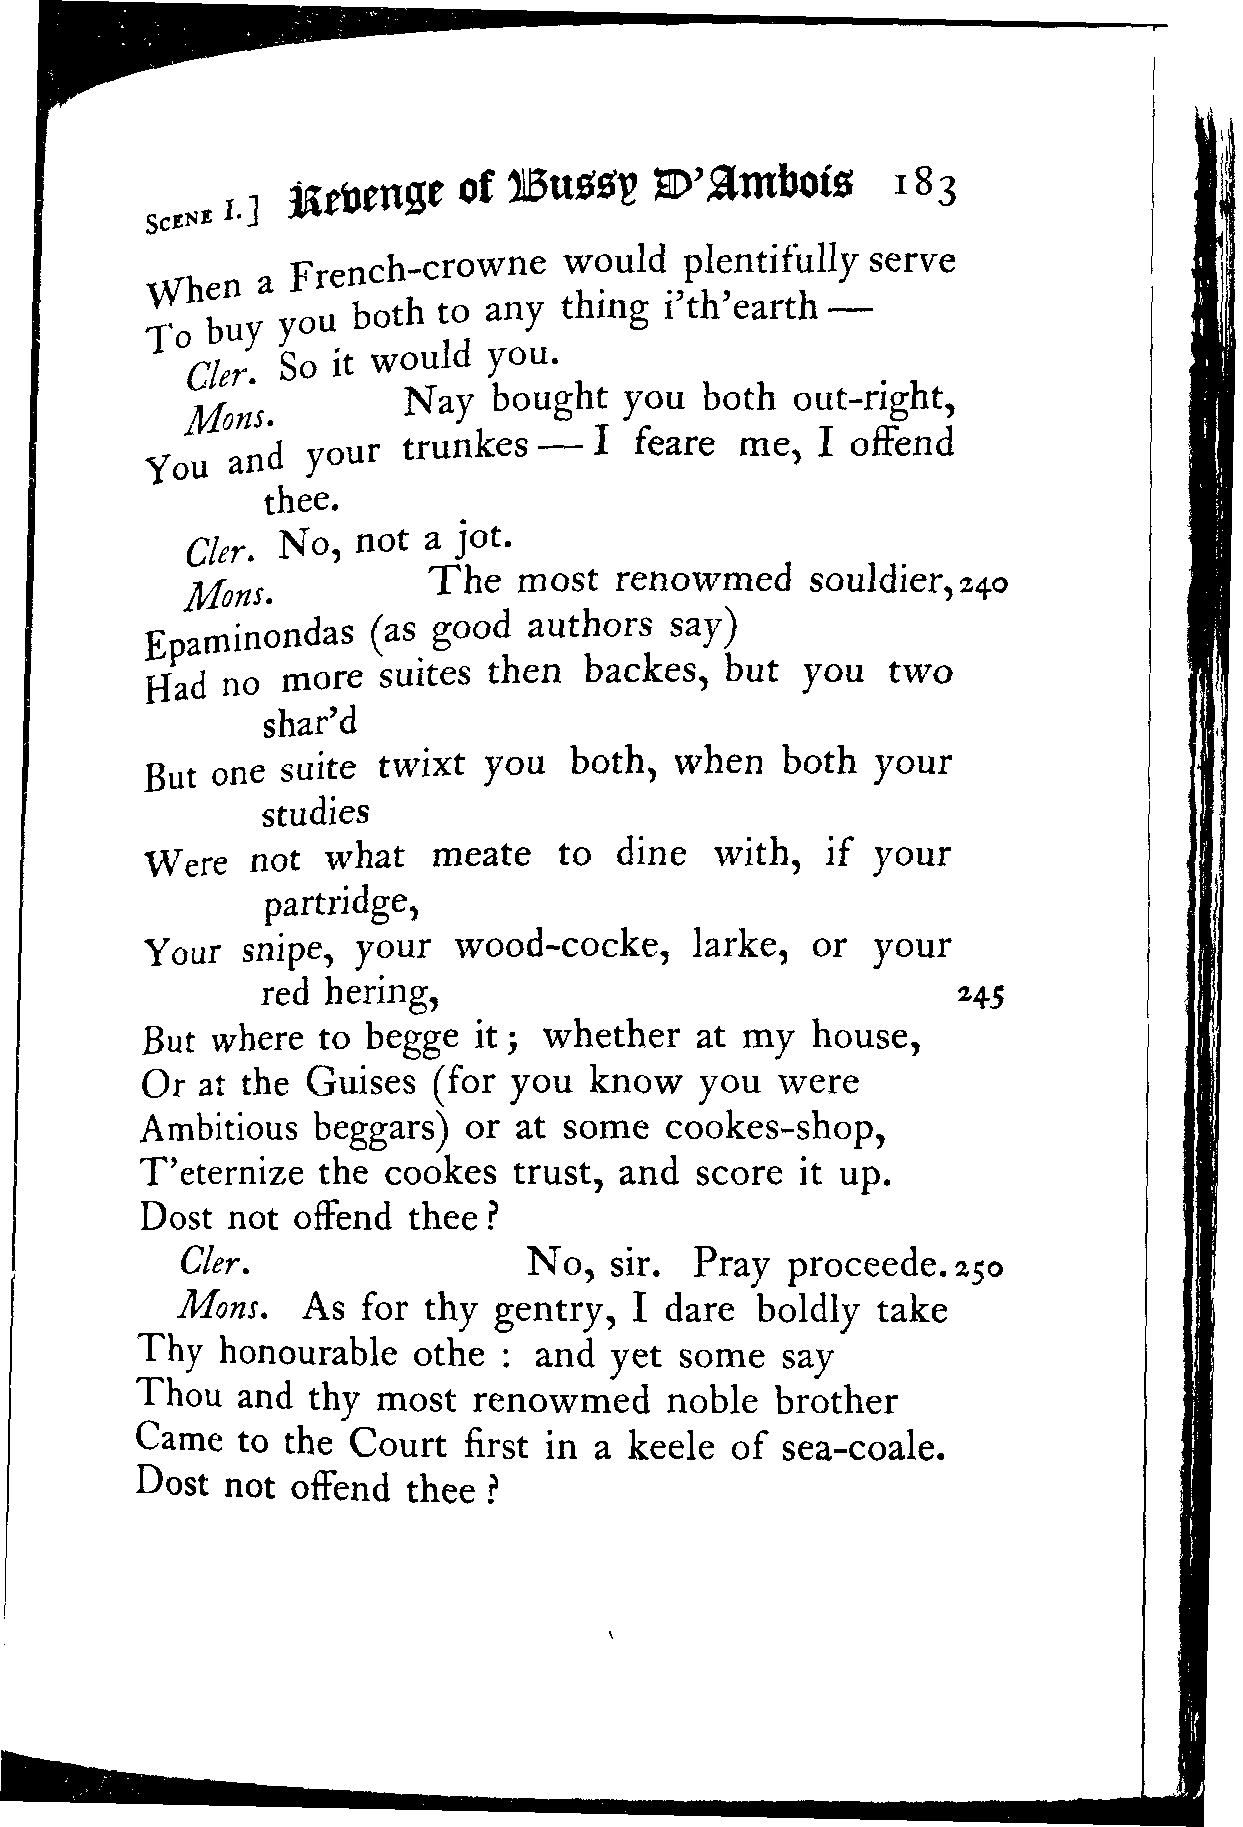 SCENE I.] Revenge of Bussy D'Ambois 183
When a French-crowne would plentifully serve
To buy you both to any thing i'th'earth —
Cler. So it would you.
Mons. Nay bought you both out-right,
You and your trunkes — I feare me, I offend
thee.
Cler. No, not a jot.
Mons. The most renowmed souldier, 240
Epaminondas (as good authors say)
Had no more suites then backes, but you two
shar'd
But one suite twixt you both, when both your
studies
Were not what meate to dine with, if your
partridge,
Your snipe, your wood-cocke, larke, or your
red hering, 245
But where to begge it; whether at my house,
Or at the Guises (for you know you were
Ambitious beggars) or at some cookes-shop,
T'eternize the cookes trust, and score it up.
Dost not offend thee?
Cler. No, sir. Pray proceede. 250
Mons. As for thy gentry, I dare boldly take
Thy honourable othe : and yet some say
Thou and thy most renowmed noble brother
Came to the Court first in a keele of sea-coale.
Dost not offend thee?